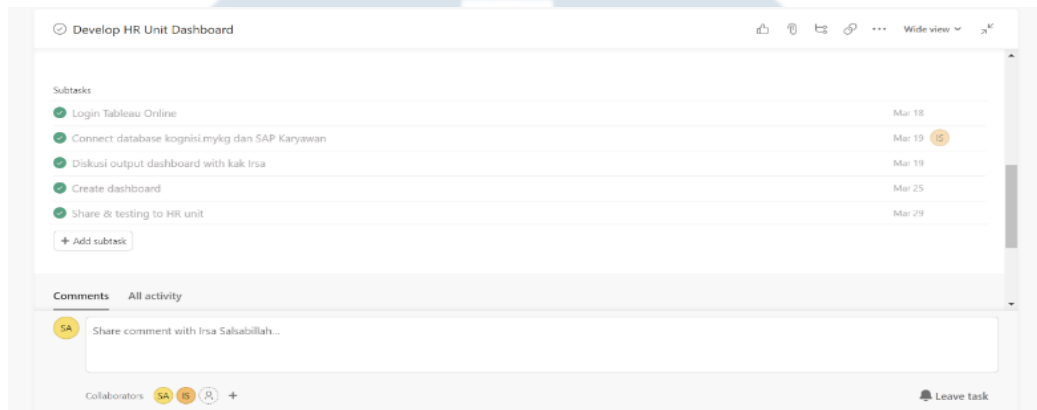 Develop HR Unit Dashboard
Wide view
Subtasks
Login Tableau Online Mar 18
Connect database kognisi.mykg dan SAP Karyawan Mar 19 IS
Diskusi output dashboard with kak Irsa Mar 19
Create dashboard Mar 25
Share & testing to HR unit Mar 29
+ Add subtask
Comments All activity
SA Share comment with Irsa Salsabillah...
Collaborators SA IS + Leave task